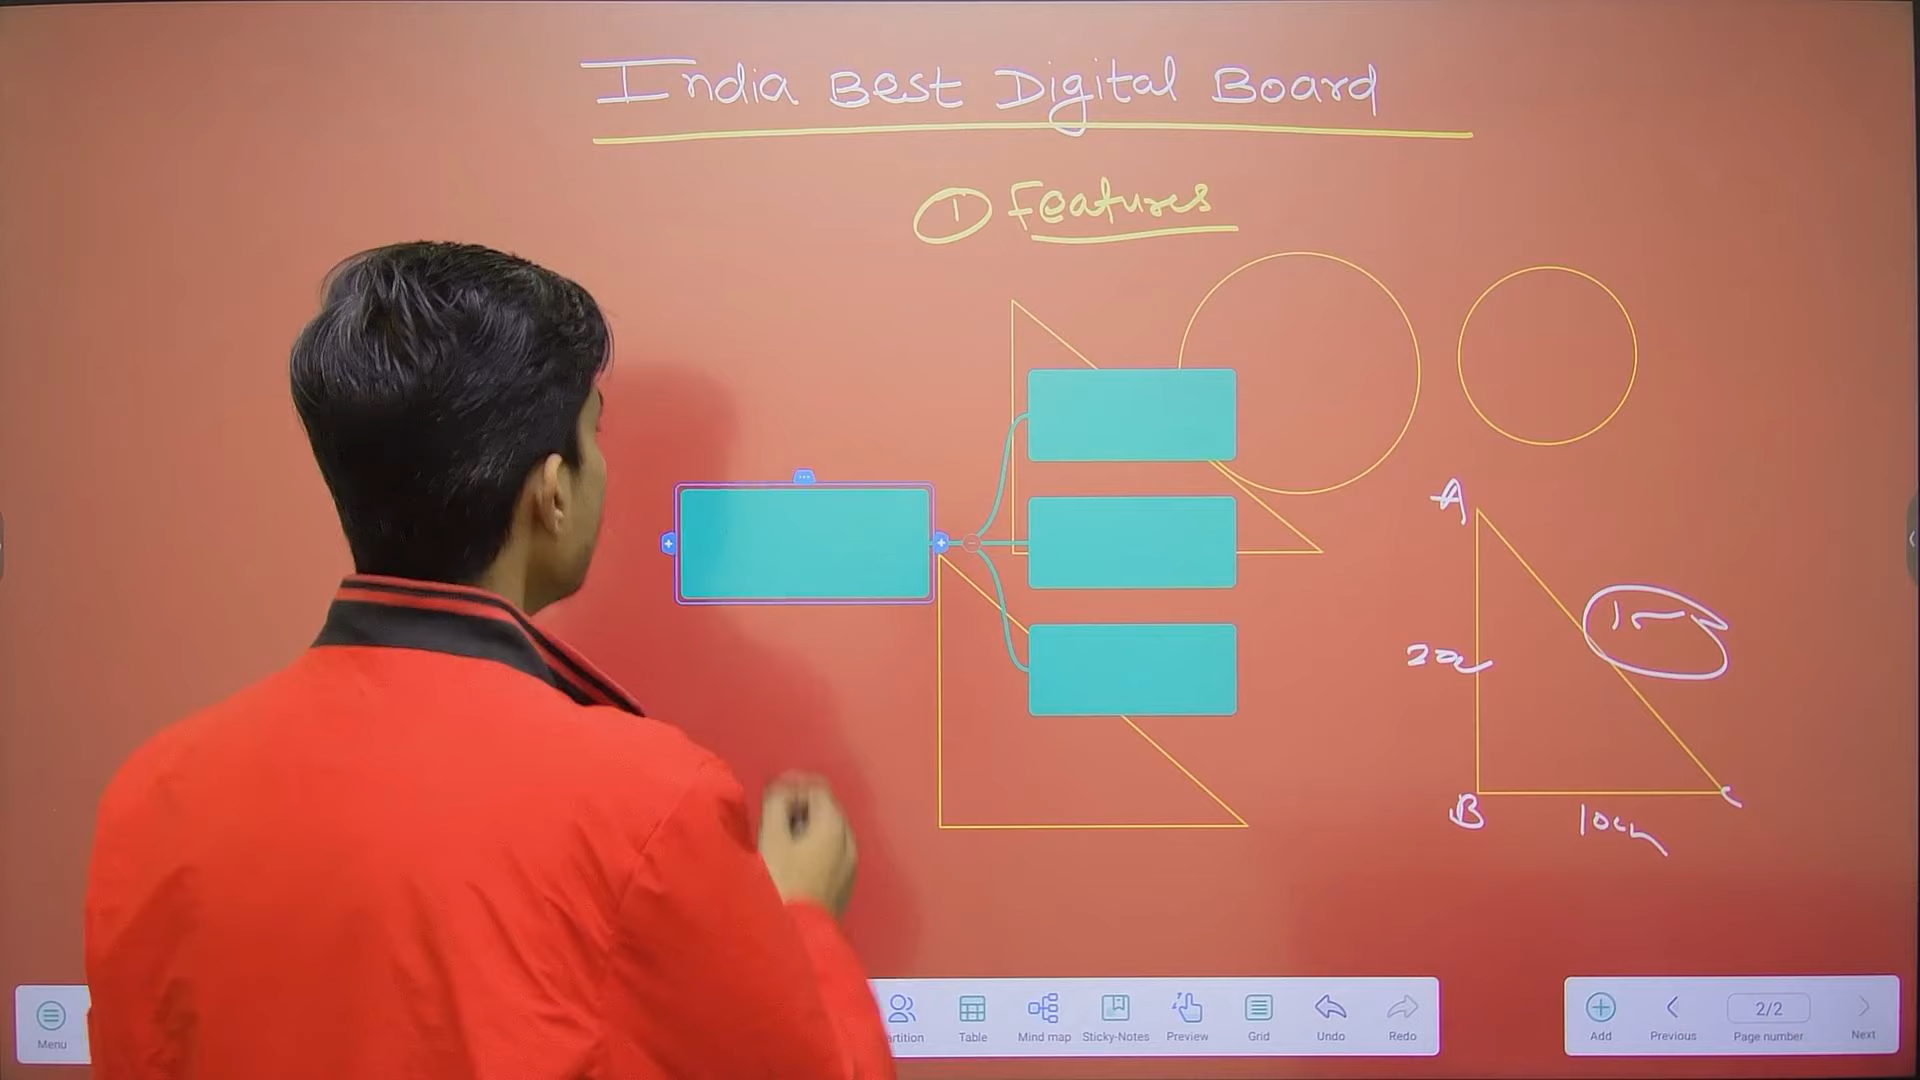 India Best Digital Board
1 Features
A
B
C
Menu
artition
Table
Mind map
Sticky-Notes
Preview
Grid
Undo
Redo
Add
Previous
2/2
Page number
Next